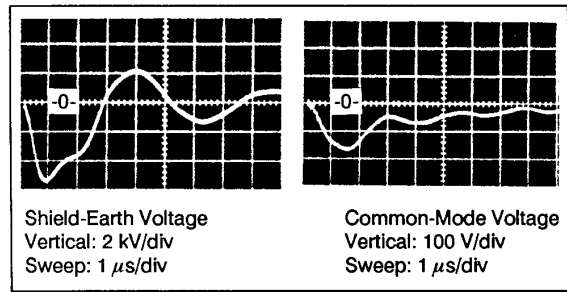 -0-
-0-
Shield-Earth Voltage
Vertical: 2 kV/div
Sweep: 1 μs/div
Common-Mode Voltage
Vertical: 100 V/div
Sweep: 1 μs/div